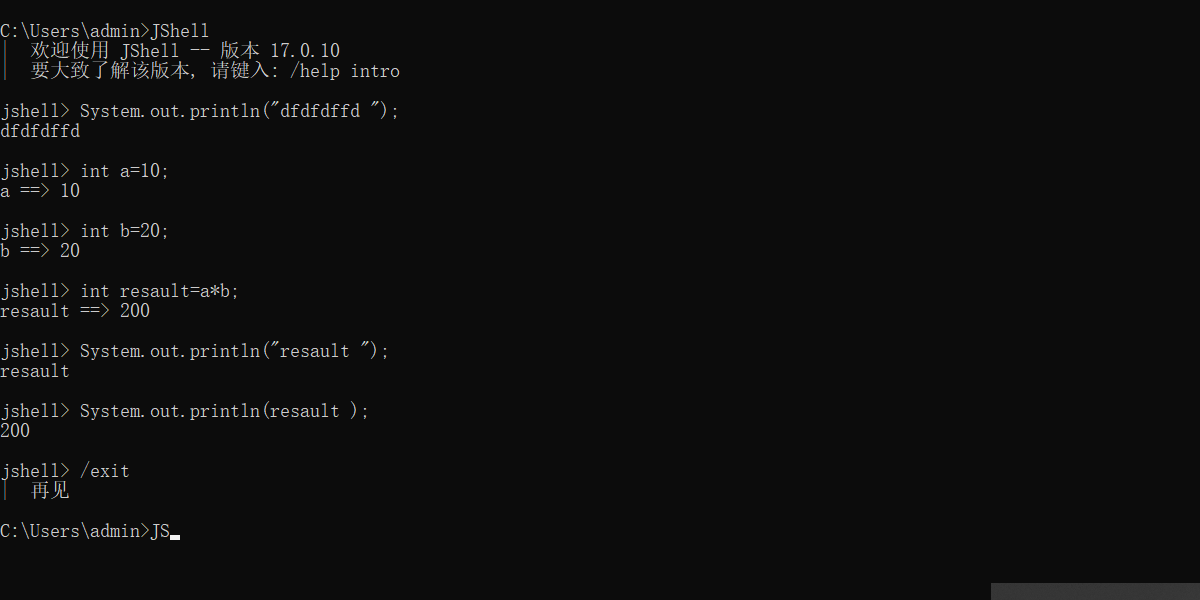 C:\Users\admin>JShell
|  欢迎使用 JShell -- 版本 17.0.10
|  要大致了解该版本, 请键入: /help intro
jshell> System.out.println("dfdfdffd ");
dfdfdffd
jshell> int a=10;
a ==> 10
jshell> int b=20;
b ==> 20
jshell> int resault=a*b;
resault ==> 200
jshell> System.out.println("resault ");
resault
jshell> System.out.println(resault );
200
jshell> /exit
|  再见
C:\Users\admin>JS